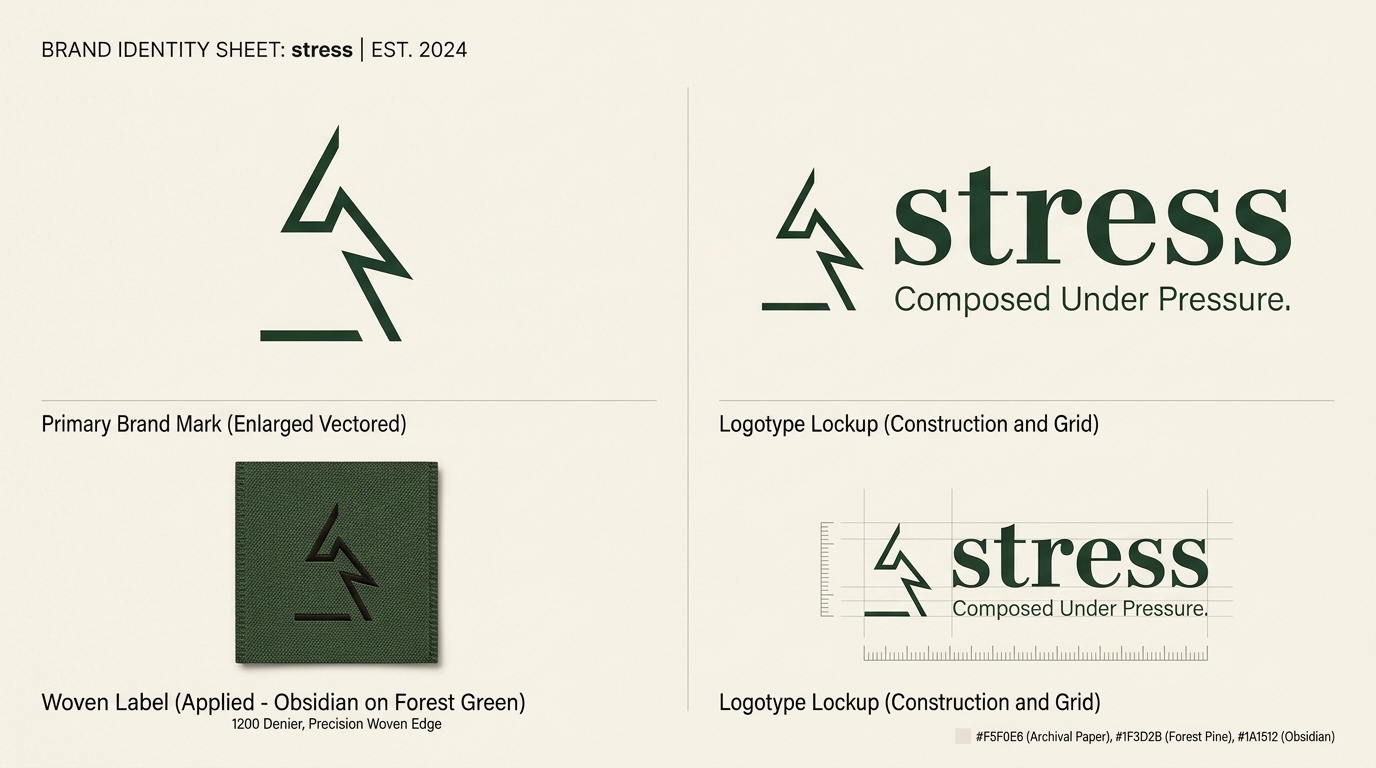 BRAND IDENTITY SHEET: stress | EST. 2024
stress
Composed Under Pressure.
Primary Brand Mark (Enlarged Vectored)
Logotype Lockup (Construction and Grid)
stress
Composed Under Pressure.
Woven Label (Applied - Obsidian on Forest Green)
1200 Denier, Precision Woven Edge
Logotype Lockup (Construction and Grid)
#F5F0E6 (Archival Paper), #1F3D2B (Forest Pine), #1A1512 (Obsidian)